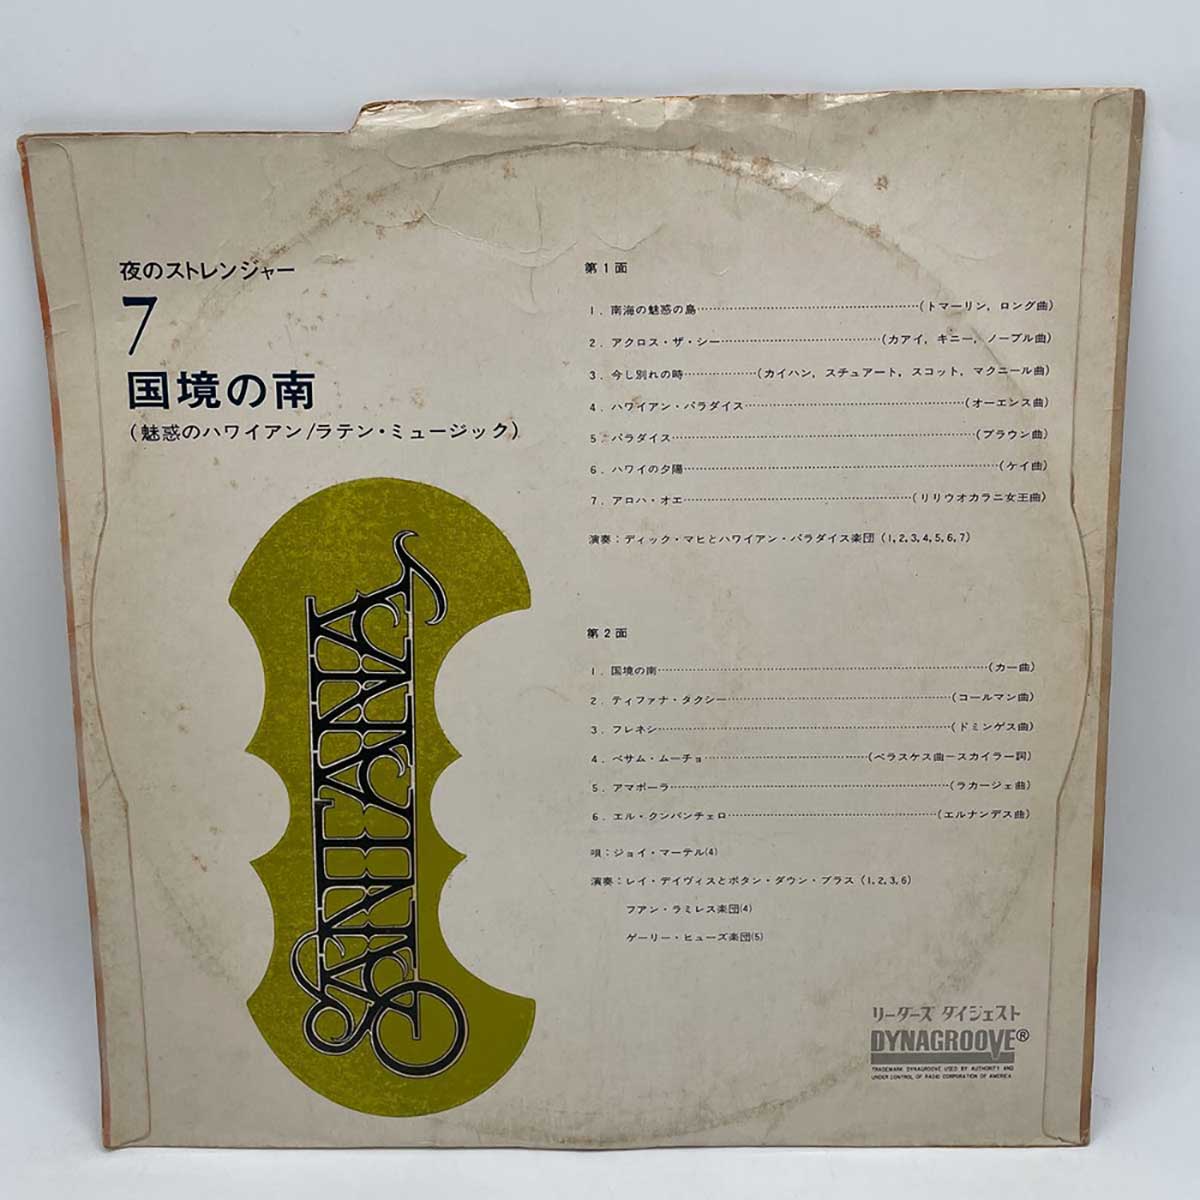 夜のストレンジャー
7
国境の南
(魅惑のハワイアン/ラテン・ミュージック)
SANTANA
第1面
1. 南海の魅惑の島……(トマーリン, ロング曲)
2. アクロス・ザ・シー……(カアイ, キニー, ノーブル曲)
3. 今し別れの時……(カイハン, スチュアート, スコット, マクニール曲)
4. ハワイアン・パラダイス……(オーエンス曲)
5. パラダイス……(ブラウン曲)
6. ハワイの夕陽……(ケイ曲)
7. アロハ・オエ……(リリウオカラニ女王曲)
演奏:ディック・マヒとハワイアン・パラダイス楽団 (1,2,3,4,5,6,7)
第2面
1. 国境の南……(カー曲)
2. ティファナ・タクシー……(コールマン曲)
3. フレネシ……(ドミンゲス曲)
4. ベサム・ムーチョ……(ベラスケス曲−スカイラー詞)
5. アマポーラ……(ラカージェ曲)
6. エル・クンバンチェロ……(エルナンデス曲)
唄:ジョイ・マーテル(4)
演奏:レイ・デイヴィスとボタン・ダウン・ブラス (1,2,3,6)
フアン・ラミレス楽団(4)
ゲーリー・ヒューズ楽団(5)
リーダーズ ダイジェスト
DYNAGROOVE®
TRADEMARK DYNAGROOVE USED BY AUTHORITY AND
UNDER CONTROL OF RADIO CORPORATION OF AMERICA